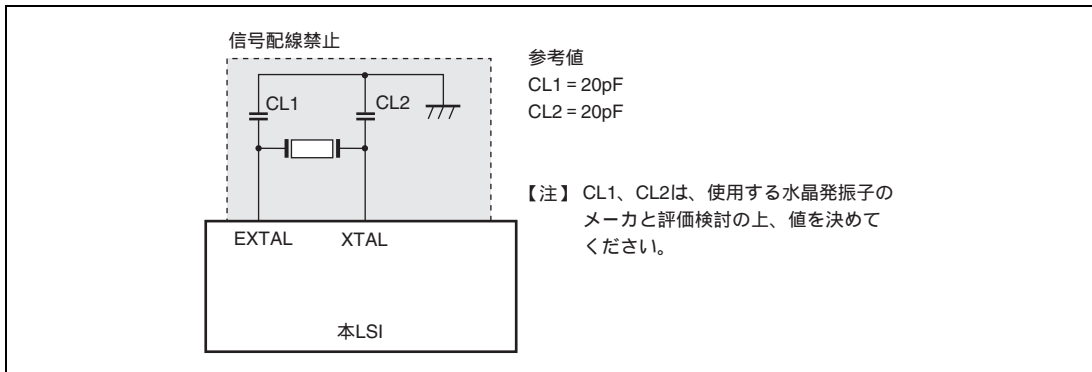 信号配線禁止
CL1
CL2
EXTAL
XTAL
本LSI
参考値
CL1 = 20pF
CL2 = 20pF
【注】 CL1、CL2は、使用する水晶発振子の
メーカと評価検討の上、値を決めて
ください。